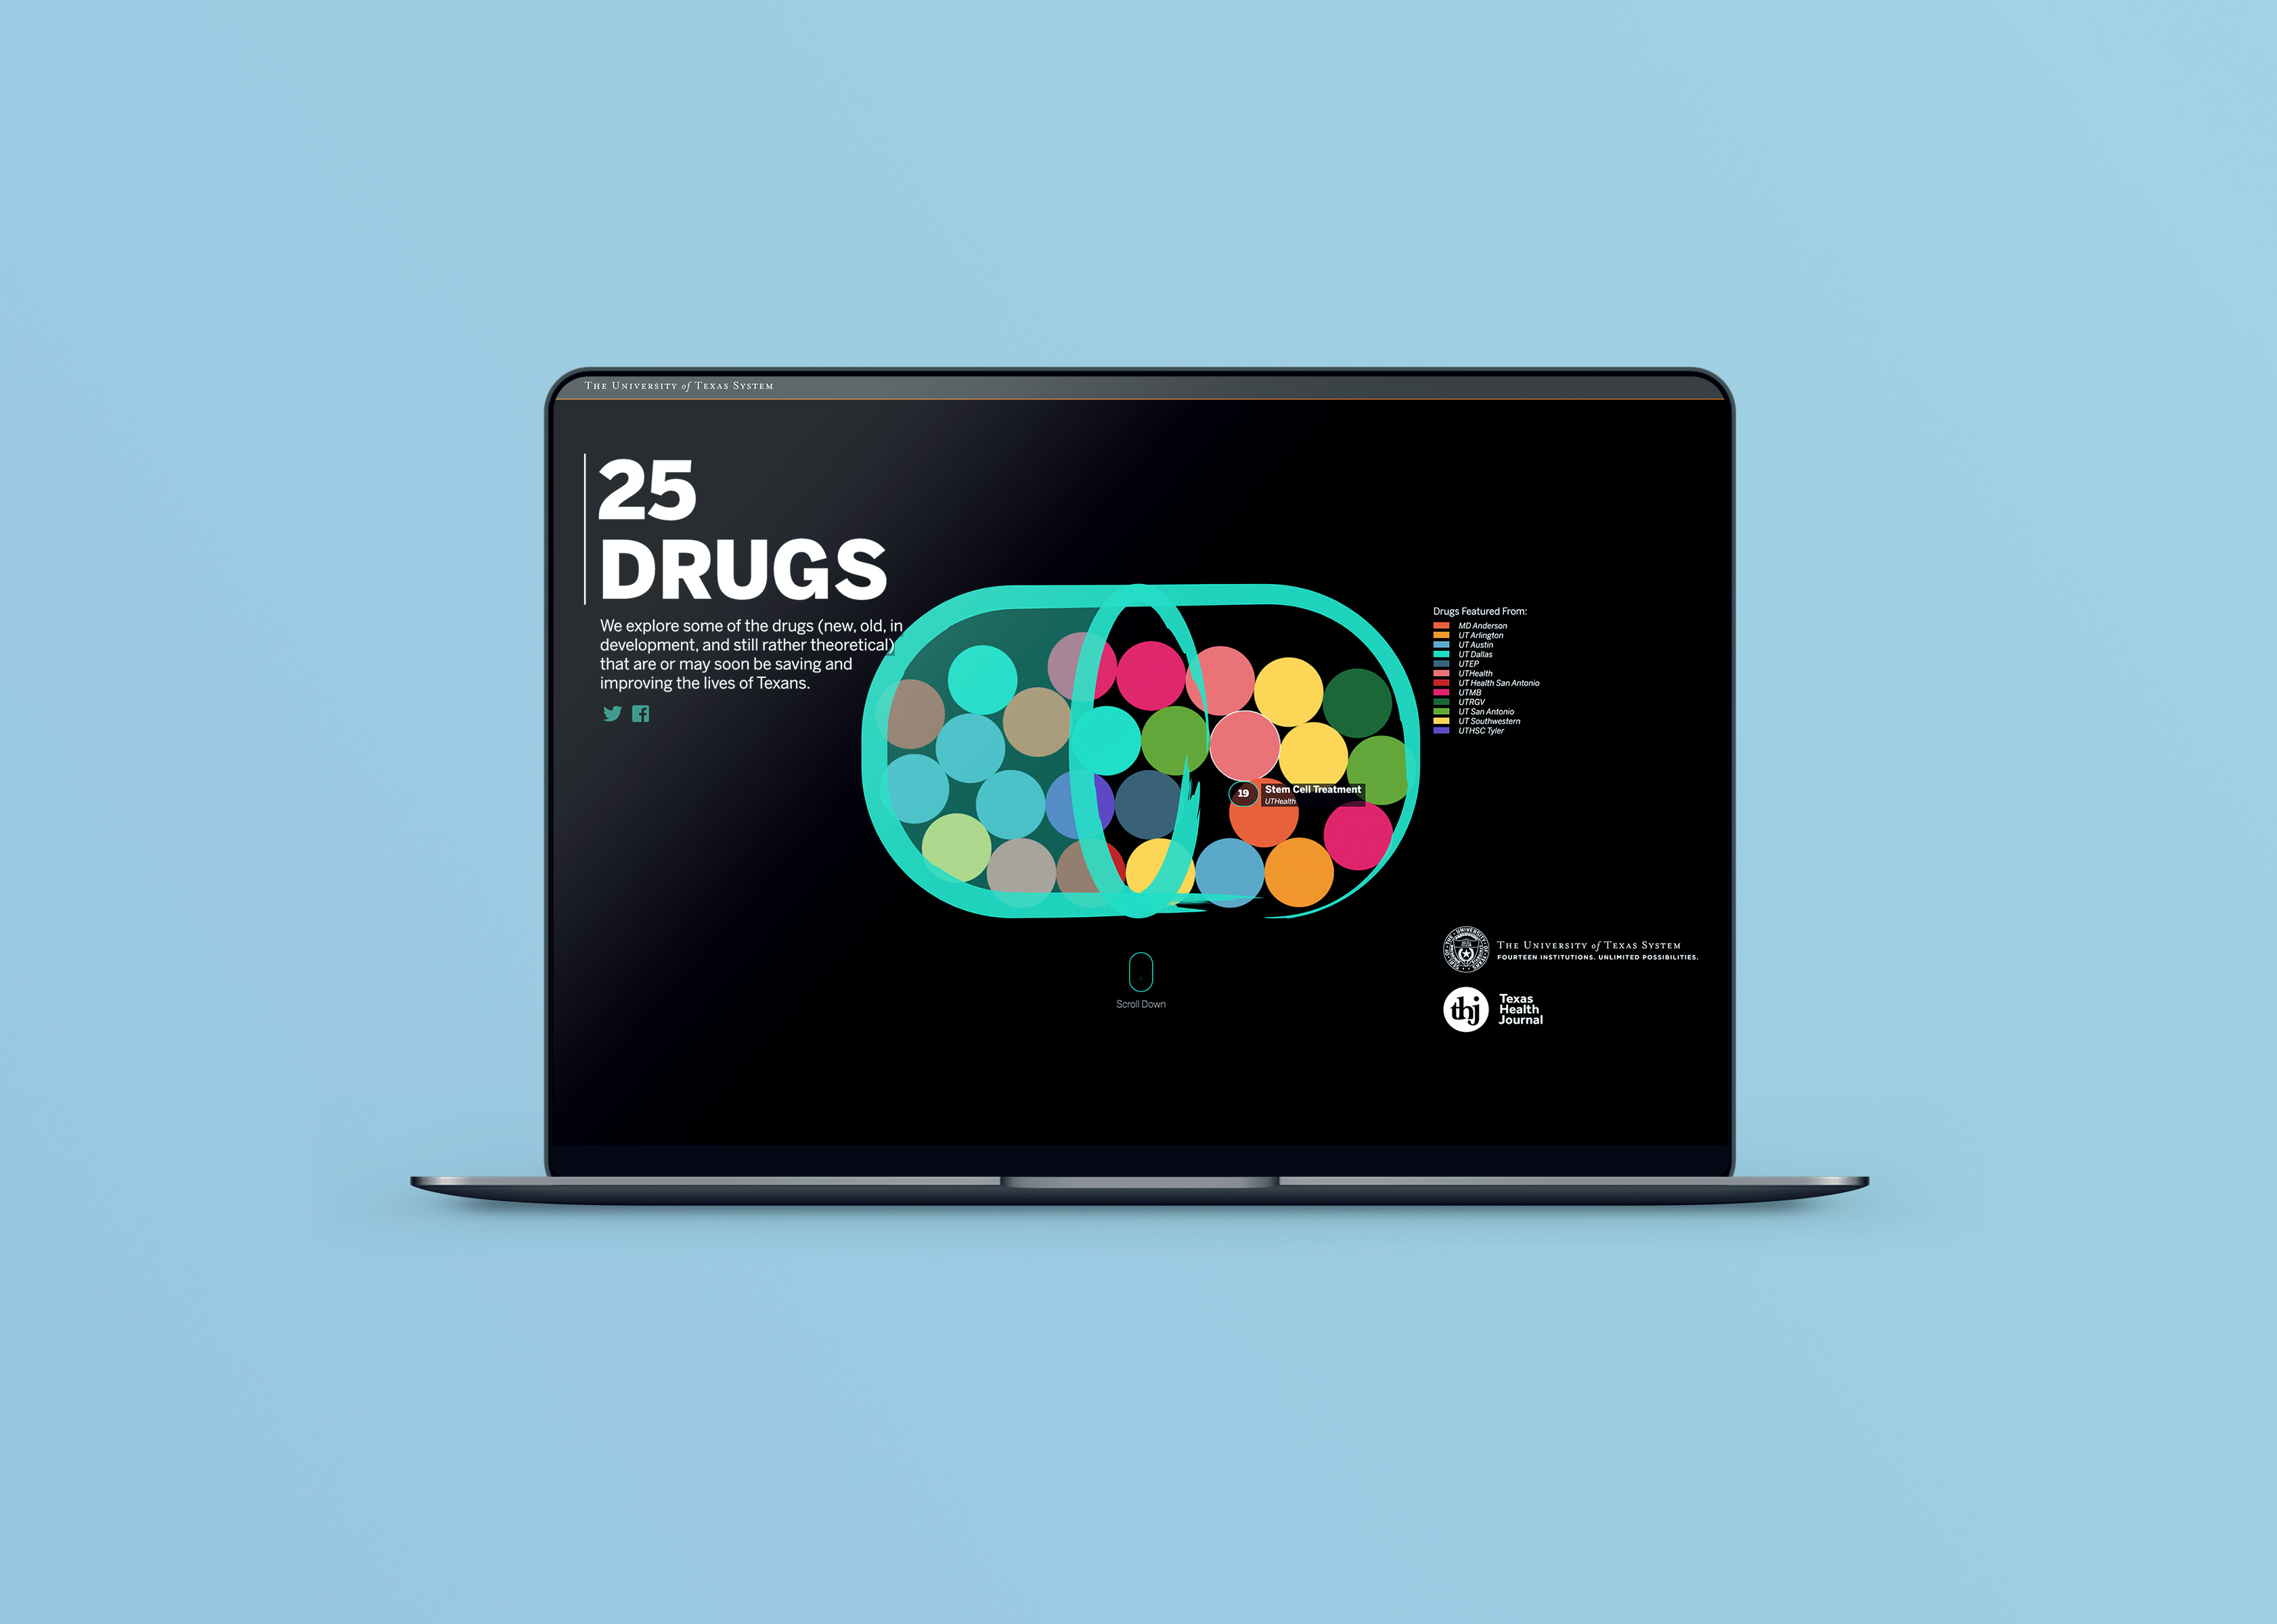 THE UNIVERSITY of TEXAS SYSTEM
25
DRUGS
We explore some of the drugs (new, old, in
development, and still rather theoretical)
that are or may soon be saving and
improving the lives of Texans.
Drugs Featured From:
MD Anderson
UT Arlington
UT Austin
UT Dallas
UTEP
UTHealth
UT Health San Antonio
UTMB
UTRGV
UT San Antonio
UT Southwestern
UTHSC Tyler
19 Stem Cell Treatment
UTHealth
Scroll Down
THE UNIVERSITY of TEXAS SYSTEM
FOURTEEN INSTITUTIONS. UNLIMITED POSSIBILITIES.
thj
Texas
Health
Journal